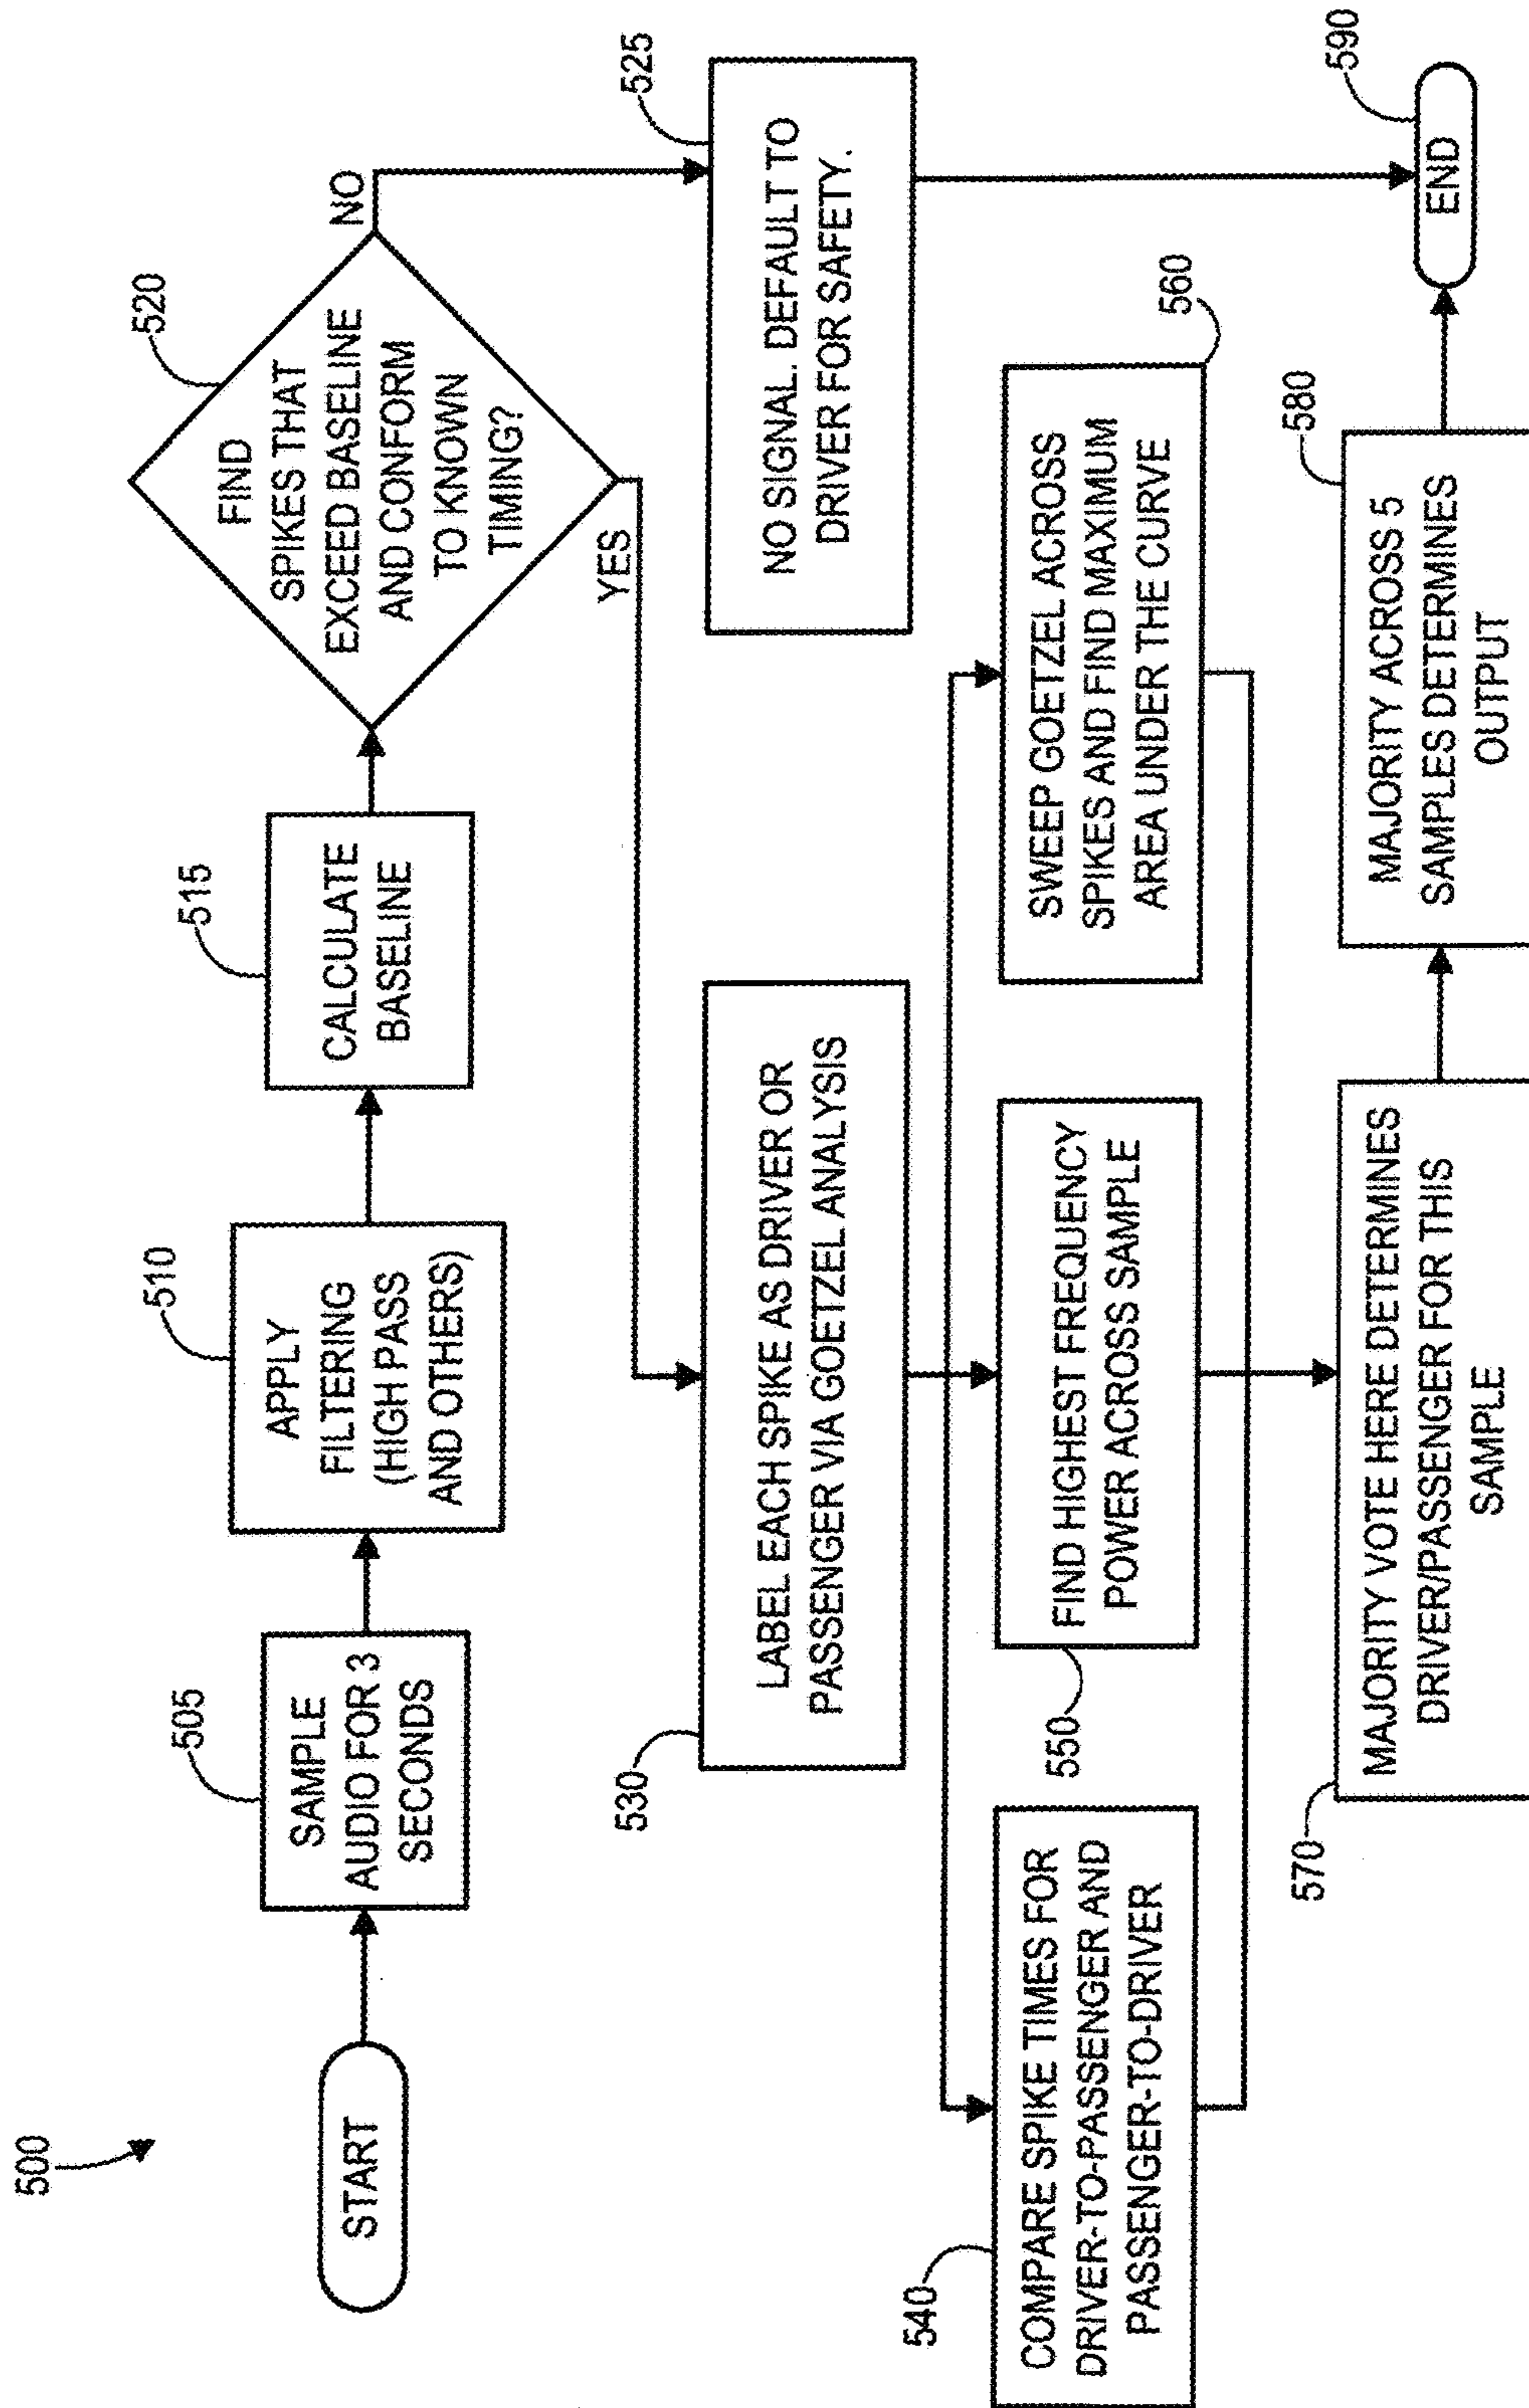 500
START
505
SAMPLE
AUDIO FOR 3
SECONDS
510
APPLY
FILTERING
(HIGH PASS
AND OTHERS)
515
CALCULATE
BASELINE
520
FIND
SPIKES THAT
EXCEED BASELINE
AND CONFORM
TO KNOWN
TIMING?
NO
YES
525
NO SIGNAL. DEFAULT TO
DRIVER FOR SAFETY.
530
LABEL EACH SPIKE AS DRIVER OR
PASSENGER VIA GOETZEL ANALYSIS
540
COMPARE SPIKE TIMES FOR
DRIVER-TO-PASSENGER AND
PASSENGER-TO-DRIVER
550
FIND HIGHEST FREQUENCY
POWER ACROSS SAMPLE
560
SWEEP GOETZEL ACROSS
SPIKES AND FIND MAXIMUM
AREA UNDER THE CURVE
570
MAJORITY VOTE HERE DETERMINES
DRIVER/PASSENGER FOR THIS
SAMPLE
580
MAJORITY ACROSS 5
SAMPLES DETERMINES
OUTPUT
590
END